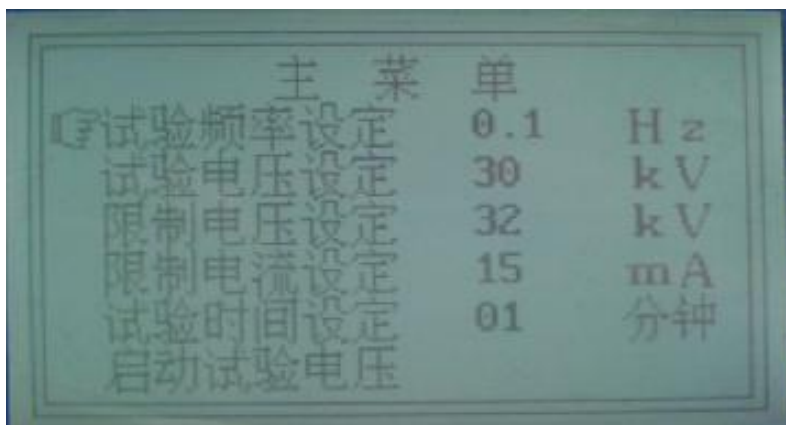 主 菜 单
☞试验频率设定 0.1 Hz
试验电压设定 30 kV
限制电压设定 32 kV
限制电流设定 15 mA
试验时间设定 01 分钟
启动试验电压